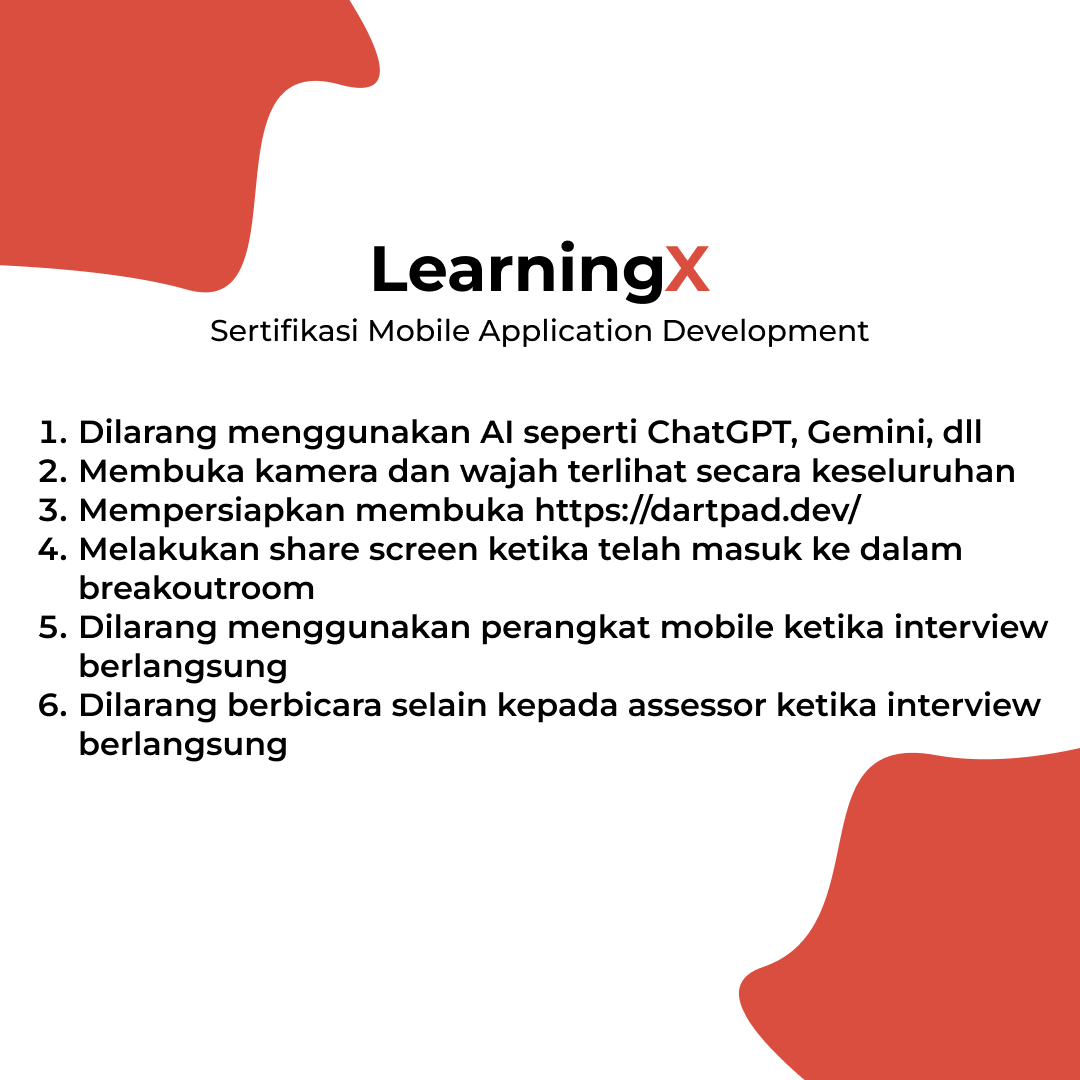 LearningX
Sertifikasi Mobile Application Development
1. Dilarang menggunakan AI seperti ChatGPT, Gemini, dll
2. Membuka kamera dan wajah terlihat secara keseluruhan
3. Mempersiapkan membuka https://dartpad.dev/
4. Melakukan share screen ketika telah masuk ke dalam
breakoutroom
5. Dilarang menggunakan perangkat mobile ketika interview
berlangsung
6. Dilarang berbicara selain kepada assessor ketika interview
berlangsung